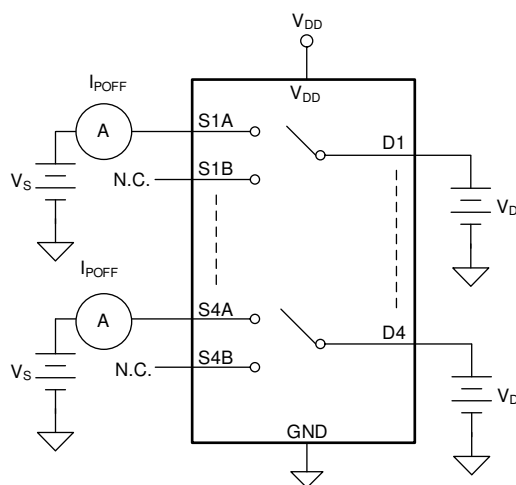 VDD
VDD
IPOFF
A
S1A
D1
VS
N.C.
S1B
VD
IPOFF
A
S4A
D4
VS
N.C.
S4B
VD
GND